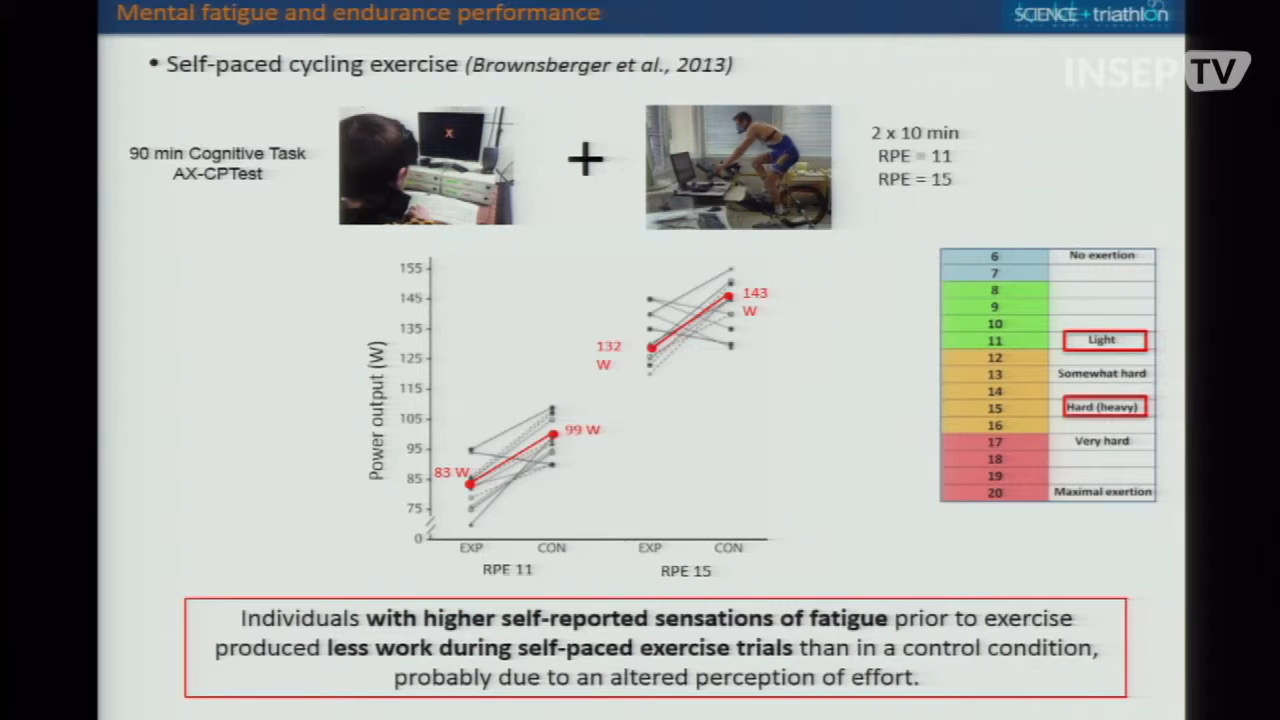 Mental fatigue and endurance performance
SCIENCE + triathlon
INSEP TV
• Self-paced cycling exercise (Brownsberger et al., 2013)
90 min Cognitive Task
AX-CPTest
X
+
2 x 10 min
RPE = 11
RPE = 15
Power output (W)
155
145
135
125
115
105
95
85
75
0
83 W
99 W
132
W
143
W
EXP
CON
EXP
CON
RPE 11
RPE 15
6 No exertion
7
8
9
10
11 Light
12
13 Somewhat hard
14
15 Hard (heavy)
16
17 Very hard
18
19
20 Maximal exertion
Individuals with higher self-reported sensations of fatigue prior to exercise
produced less work during self-paced exercise trials than in a control condition,
probably due to an altered perception of effort.